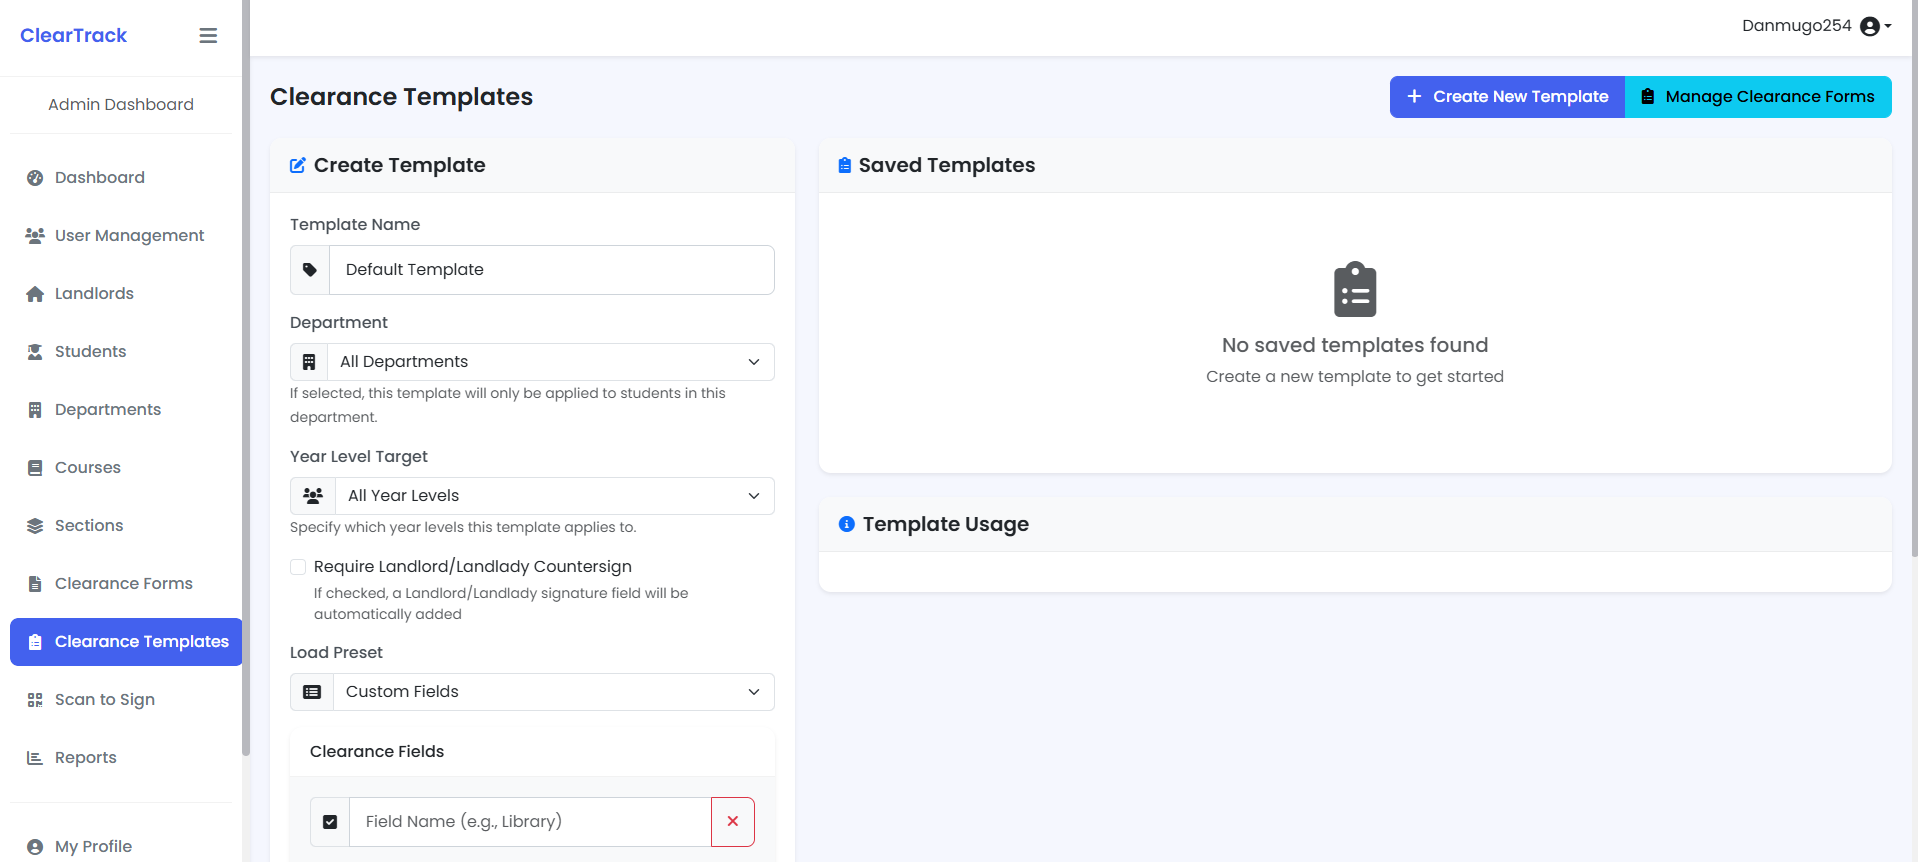 ClearTrack
Admin Dashboard
Dashboard
User Management
Landlords
Students
Departments
Courses
Sections
Clearance Forms
Clearance Templates
Scan to Sign
Reports
My Profile
Danmugo254
Clearance Templates
Create New Template
Manage Clearance Forms
Create Template
Template Name
Default Template
Department
All Departments
If selected, this template will only be applied to students in this
department.
Year Level Target
All Year Levels
Specify which year levels this template applies to.
Require Landlord/Landlady Countersign
If checked, a Landlord/Landlady signature field will be
automatically added
Load Preset
Custom Fields
Clearance Fields
Field Name (e.g., Library)
Saved Templates
No saved templates found
Create a new template to get started
Template Usage